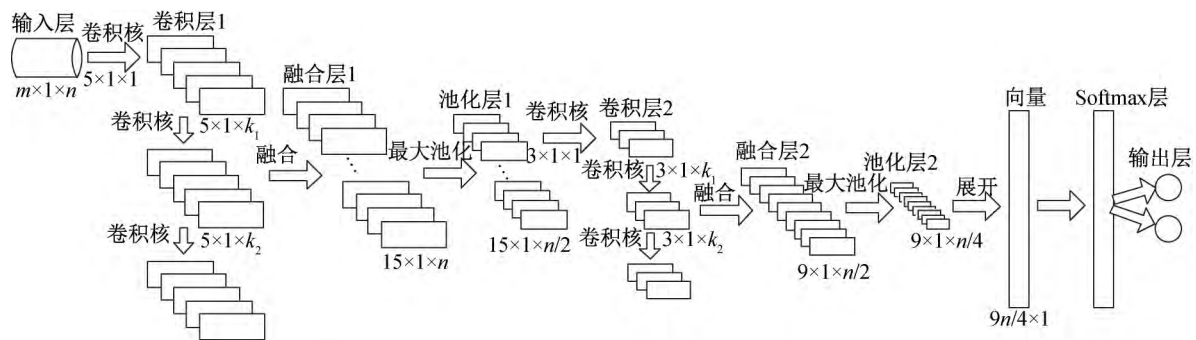 输入层
m×1×n
卷积核
5×1×1
卷积层1
卷积核
5×1×k₁
卷积核
5×1×k₂
融合
融合层1
15×1×n
最大池化
池化层1
15×1×n/2
卷积核
3×1×1
卷积层2
卷积核
3×1×k₁
卷积核
3×1×k₂
融合
融合层2
9×1×n/2
最大池化
池化层2
9×1×n/4
展开
向量
9n/4×1
Softmax层
输出层